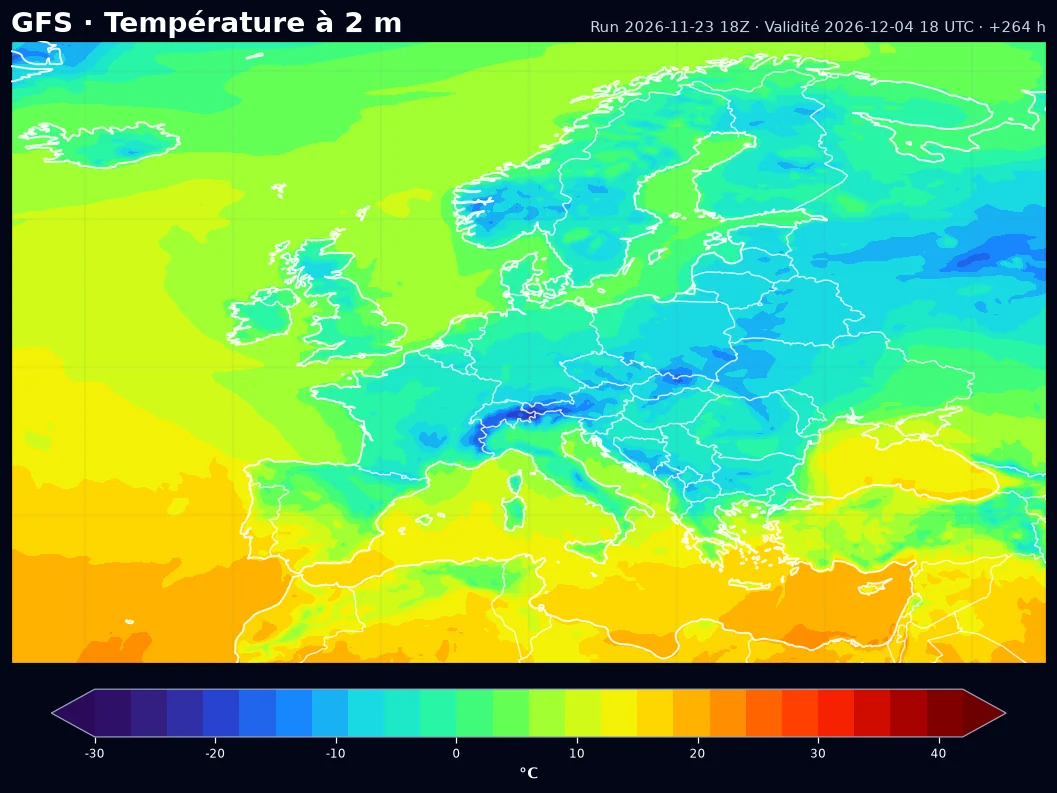 GFS · Température à 2 m
Run 2026-11-23 18Z · Validité 2026-12-04 18 UTC · +264 h
-30 -20 -10 0 10 20 30 40
°C